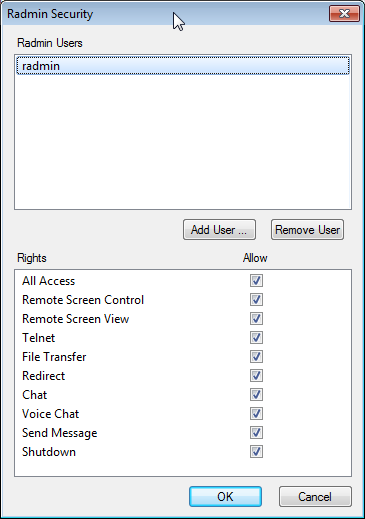 Radmin Security
Radmin Users
radmin
Add User ... Remove User
Rights Allow
All Access
Remote Screen Control
Remote Screen View
Telnet
File Transfer
Redirect
Chat
Voice Chat
Send Message
Shutdown
OK Cancel